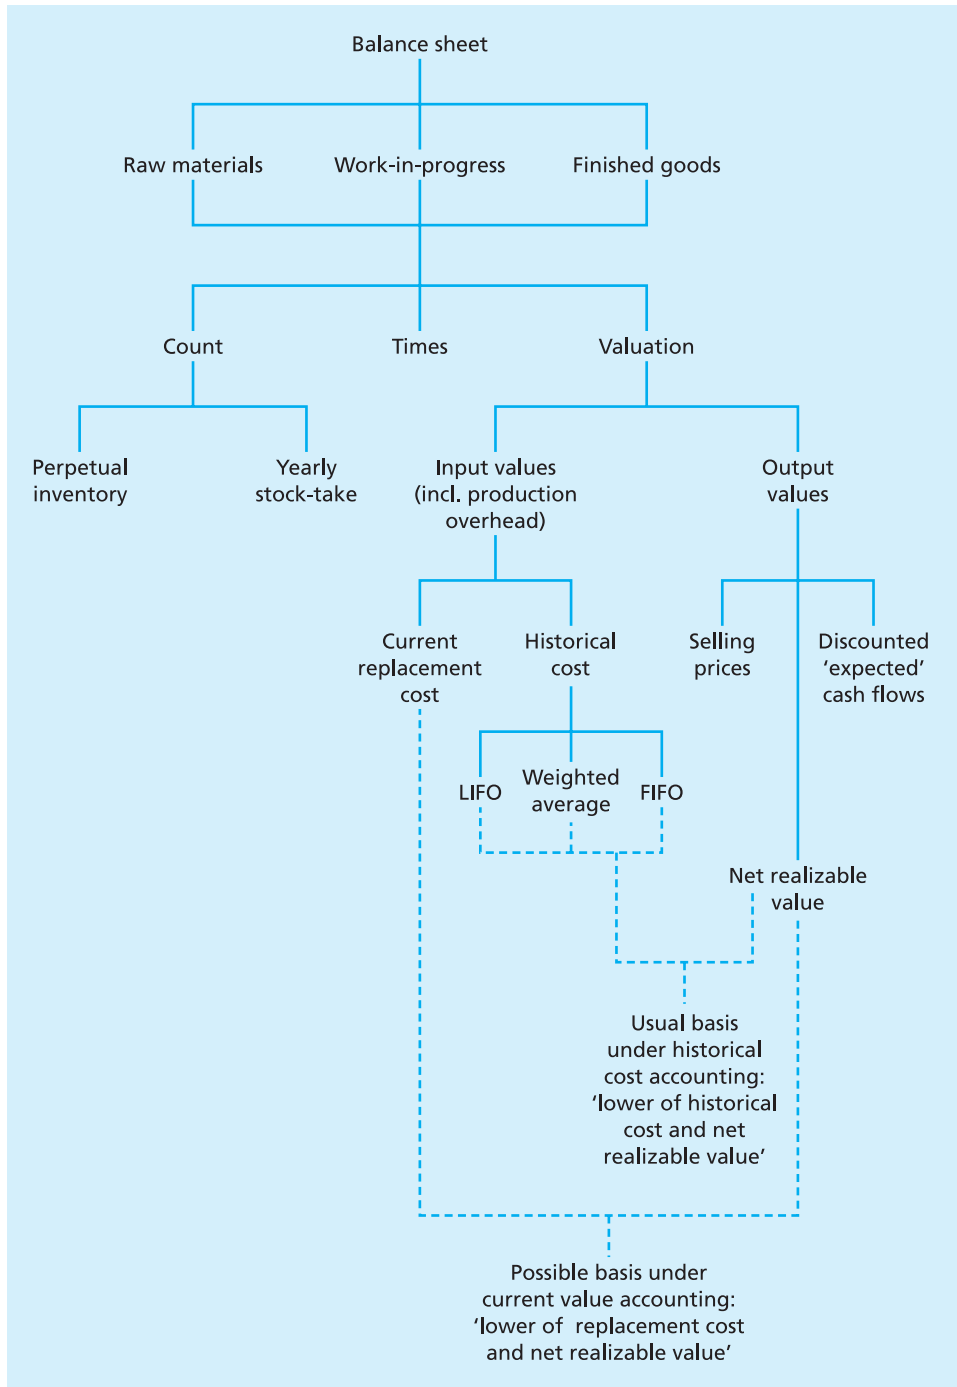 Balance sheet
Raw materials
Work-in-progress
Finished goods
Count
Times
Valuation
Perpetual
inventory
Yearly
stock-take
Input values
(incl. production
overhead)
Output
values
Current
replacement
cost
Historical
cost
Selling
prices
Discounted
‘expected’
cash flows
LIFO
Weighted
average
FIFO
Net realizable
value
Usual basis
under historical
cost accounting:
‘lower of historical
cost and net
realizable value’
Possible basis under
current value accounting:
‘lower of replacement cost
and net realizable value’